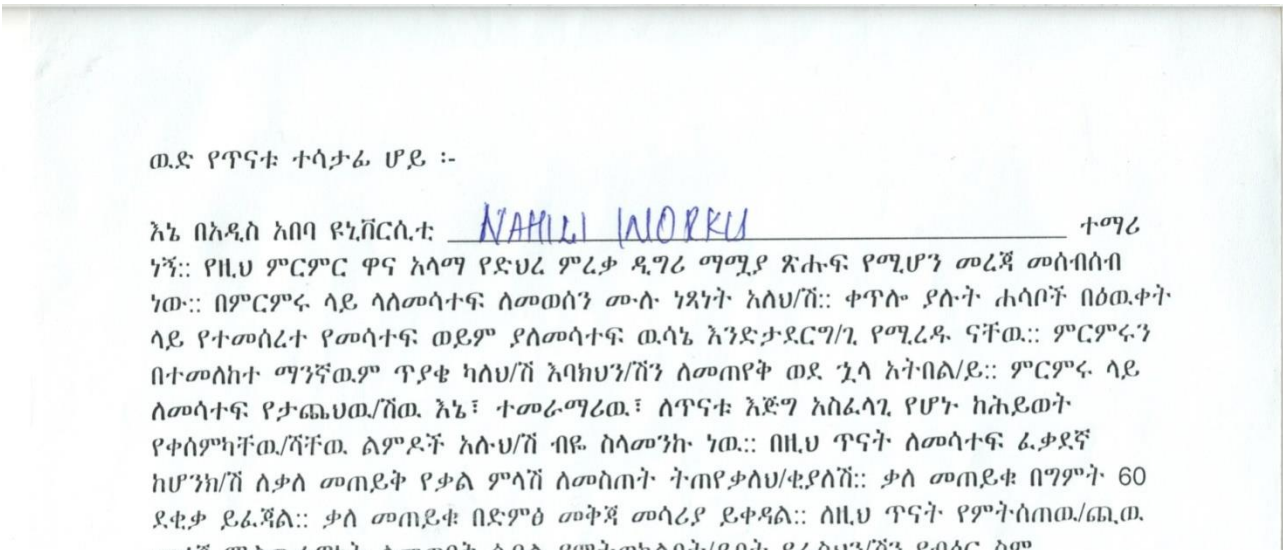 ዉድ የጥናቱ ተሳታፊ ሆይ ፡-
እኔ በአዲስ አበባ ዩኒቨርሲቲ NAHILI WORKU ተማሪ
ነኝ:: የዚህ ምርምር ዋና አላማ የድህረ ምረቃ ዲግሪ ማሟያ ጽሑፍ የሚሆን መረጃ መሰብሰብ
ነው:: በምርምሩ ላይ ላለመሳተፍ ለመወሰን ሙሉ ነጻነት አለህ/ሽ:: ቀጥሎ ያሉት ሐሳቦች በዕዉቀት
ላይ የተመሰረተ የመሳተፍ ወይም ያለመሳተፍ ዉሳኔ እንድታደርግ/ጊ የሚረዱ ናቸዉ:: ምርምሩን
በተመለከተ ማንኛዉም ጥያቄ ካለህ/ሽ እባክህን/ሽን ለመጠየቅ ወደ ኂላ አትበል/ይ:: ምርምሩ ላይ
ለመሳተፍ የታጨህዉ/ሽዉ እኔ፣ ተመራማሪዉ፣ ለጥናቱ እጅግ አስፈላጊ የሆኑ ከሕይወት
የቀሰምካቸዉ/ሻቸዉ ልምዶች አሉህ/ሽ ብዬ ስላመንኩ ነዉ:: በዚህ ጥናት ለመሳተፍ ፈቃደኛ
ከሆንክ/ሽ ለቃለ መጠይቅ የቃል ምላሽ ለመስጠት ትጠየቃለህ/ቂያለሽ:: ቃለ መጠይቁ በግምት 60
ደቂቃ ይፈጃል:: ቃለ መጠይቁ በድምፅ መቅጃ መሳሪያ ይቀዳል:: ለዚህ ጥናት የምትሰጠዉ/ጪዉ